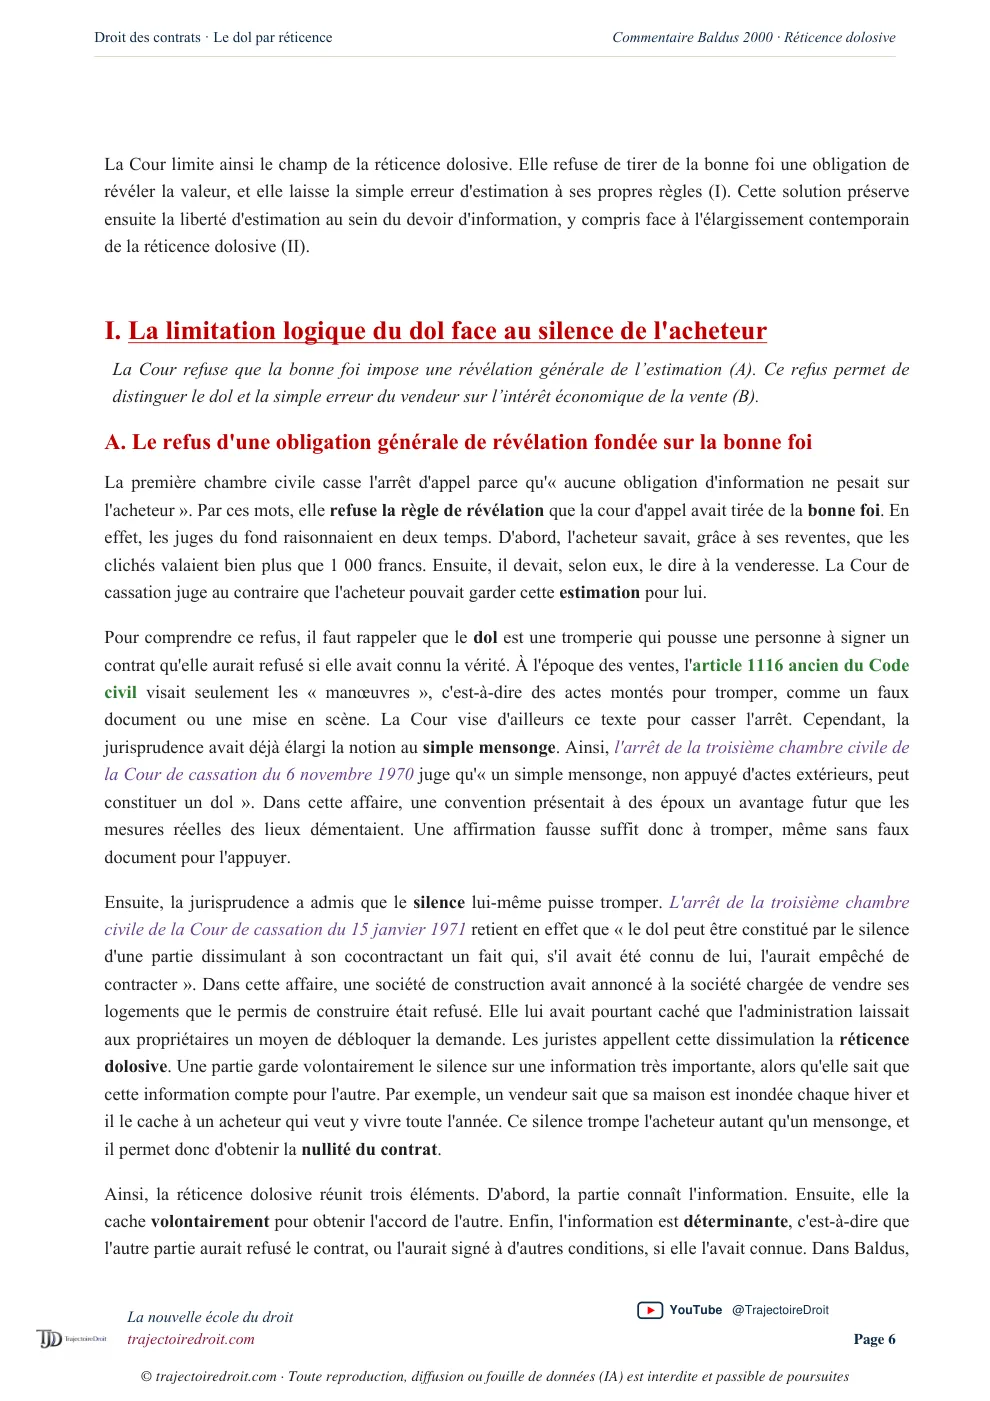 Droit des contrats · Le dol par réticence
Commentaire Baldus 2000 · Réticence dolosive
La Cour limite ainsi le champ de la réticence dolosive. Elle refuse de tirer de la bonne foi une obligation de
révéler la valeur, et elle laisse la simple erreur d'estimation à ses propres règles (I). Cette solution préserve
ensuite la liberté d'estimation au sein du devoir d'information, y compris face à l'élargissement contemporain
de la réticence dolosive (II).
I. La limitation logique du dol face au silence de l'acheteur
La Cour refuse que la bonne foi impose une révélation générale de l’estimation (A). Ce refus permet de
distinguer le dol et la simple erreur du vendeur sur l’intérêt économique de la vente (B).
A. Le refus d'une obligation générale de révélation fondée sur la bonne foi
La première chambre civile casse l'arrêt d'appel parce qu'« aucune obligation d'information ne pesait sur
l'acheteur ». Par ces mots, elle refuse la règle de révélation que la cour d'appel avait tirée de la bonne foi. En
effet, les juges du fond raisonnaient en deux temps. D'abord, l'acheteur savait, grâce à ses reventes, que les
clichés valaient bien plus que 1 000 francs. Ensuite, il devait, selon eux, le dire à la venderesse. La Cour de
cassation juge au contraire que l'acheteur pouvait garder cette estimation pour lui.
Pour comprendre ce refus, il faut rappeler que le dol est une tromperie qui pousse une personne à signer un
contrat qu'elle aurait refusé si elle avait connu la vérité. À l'époque des ventes, l'article 1116 ancien du Code
civil visait seulement les « manœuvres », c'est-à-dire des actes montés pour tromper, comme un faux
document ou une mise en scène. La Cour vise d'ailleurs ce texte pour casser l'arrêt. Cependant, la
jurisprudence avait déjà élargi la notion au simple mensonge. Ainsi, l'arrêt de la troisième chambre civile de
la Cour de cassation du 6 novembre 1970 juge qu'« un simple mensonge, non appuyé d'actes extérieurs, peut
constituer un dol ». Dans cette affaire, une convention présentait à des époux un avantage futur que les
mesures réelles des lieux démentaient. Une affirmation fausse suffit donc à tromper, même sans faux
document pour l'appuyer.
Ensuite, la jurisprudence a admis que le silence lui-même puisse tromper. L'arrêt de la troisième chambre
civile de la Cour de cassation du 15 janvier 1971 retient en effet que « le dol peut être constitué par le silence
d'une partie dissimulant à son cocontractant un fait qui, s'il avait été connu de lui, l'aurait empêché de
contracter ». Dans cette affaire, une société de construction avait annoncé à la société chargée de vendre ses
logements que le permis de construire était refusé. Elle lui avait pourtant caché que l'administration laissait
aux propriétaires un moyen de débloquer la demande. Les juristes appellent cette dissimulation la réticence
dolosive. Une partie garde volontairement le silence sur une information très importante, alors qu'elle sait que
cette information compte pour l'autre. Par exemple, un vendeur sait que sa maison est inondée chaque hiver et
il le cache à un acheteur qui veut y vivre toute l'année. Ce silence trompe l'acheteur autant qu'un mensonge, et
il permet donc d'obtenir la nullité du contrat.
Ainsi, la réticence dolosive réunit trois éléments. D'abord, la partie connaît l'information. Ensuite, elle la
cache volontairement pour obtenir l'accord de l'autre. Enfin, l'information est déterminante, c'est-à-dire que
l'autre partie aurait refusé le contrat, ou l'aurait signé à d'autres conditions, si elle l'avait connue. Dans Baldus,
La nouvelle école du droit
trajectoiredroit.com
TrajectoireDroit
YouTube @TrajectoireDroit
Page 6
© trajectoiredroit.com · Toute reproduction, diffusion ou fouille de données (IA) est interdite et passible de poursuites